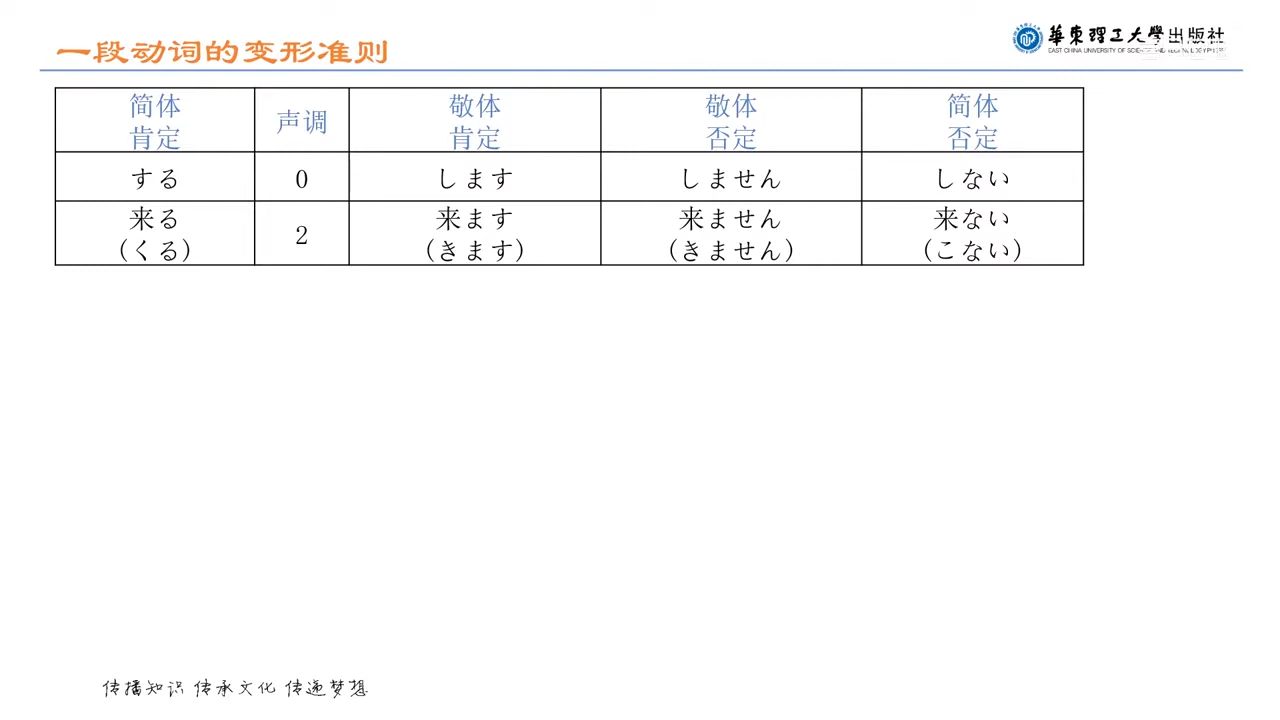 一段动词的变形准则
華東理工大學出版社
简体
肯定
声调
敬体
肯定
敬体
否定
简体
否定
する
0
します
しません
しない
来る
(くる)
2
来ます
(きます)
来ません
(きません)
来ない
(こない)
传播知识 传承文化 传递梦想